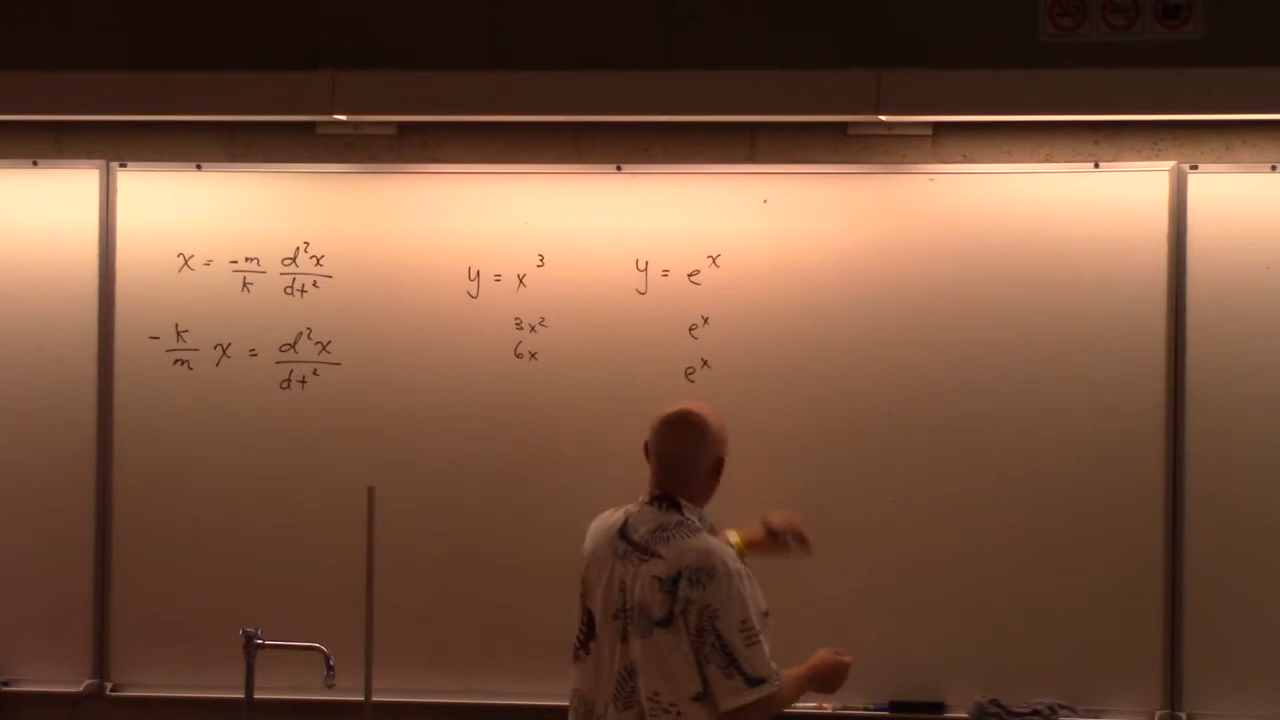 x = -m/k d²x/dt²
-k/m x = d²x/dt²
y = x³
3x²
6x
y = eˣ
eˣ
eˣ